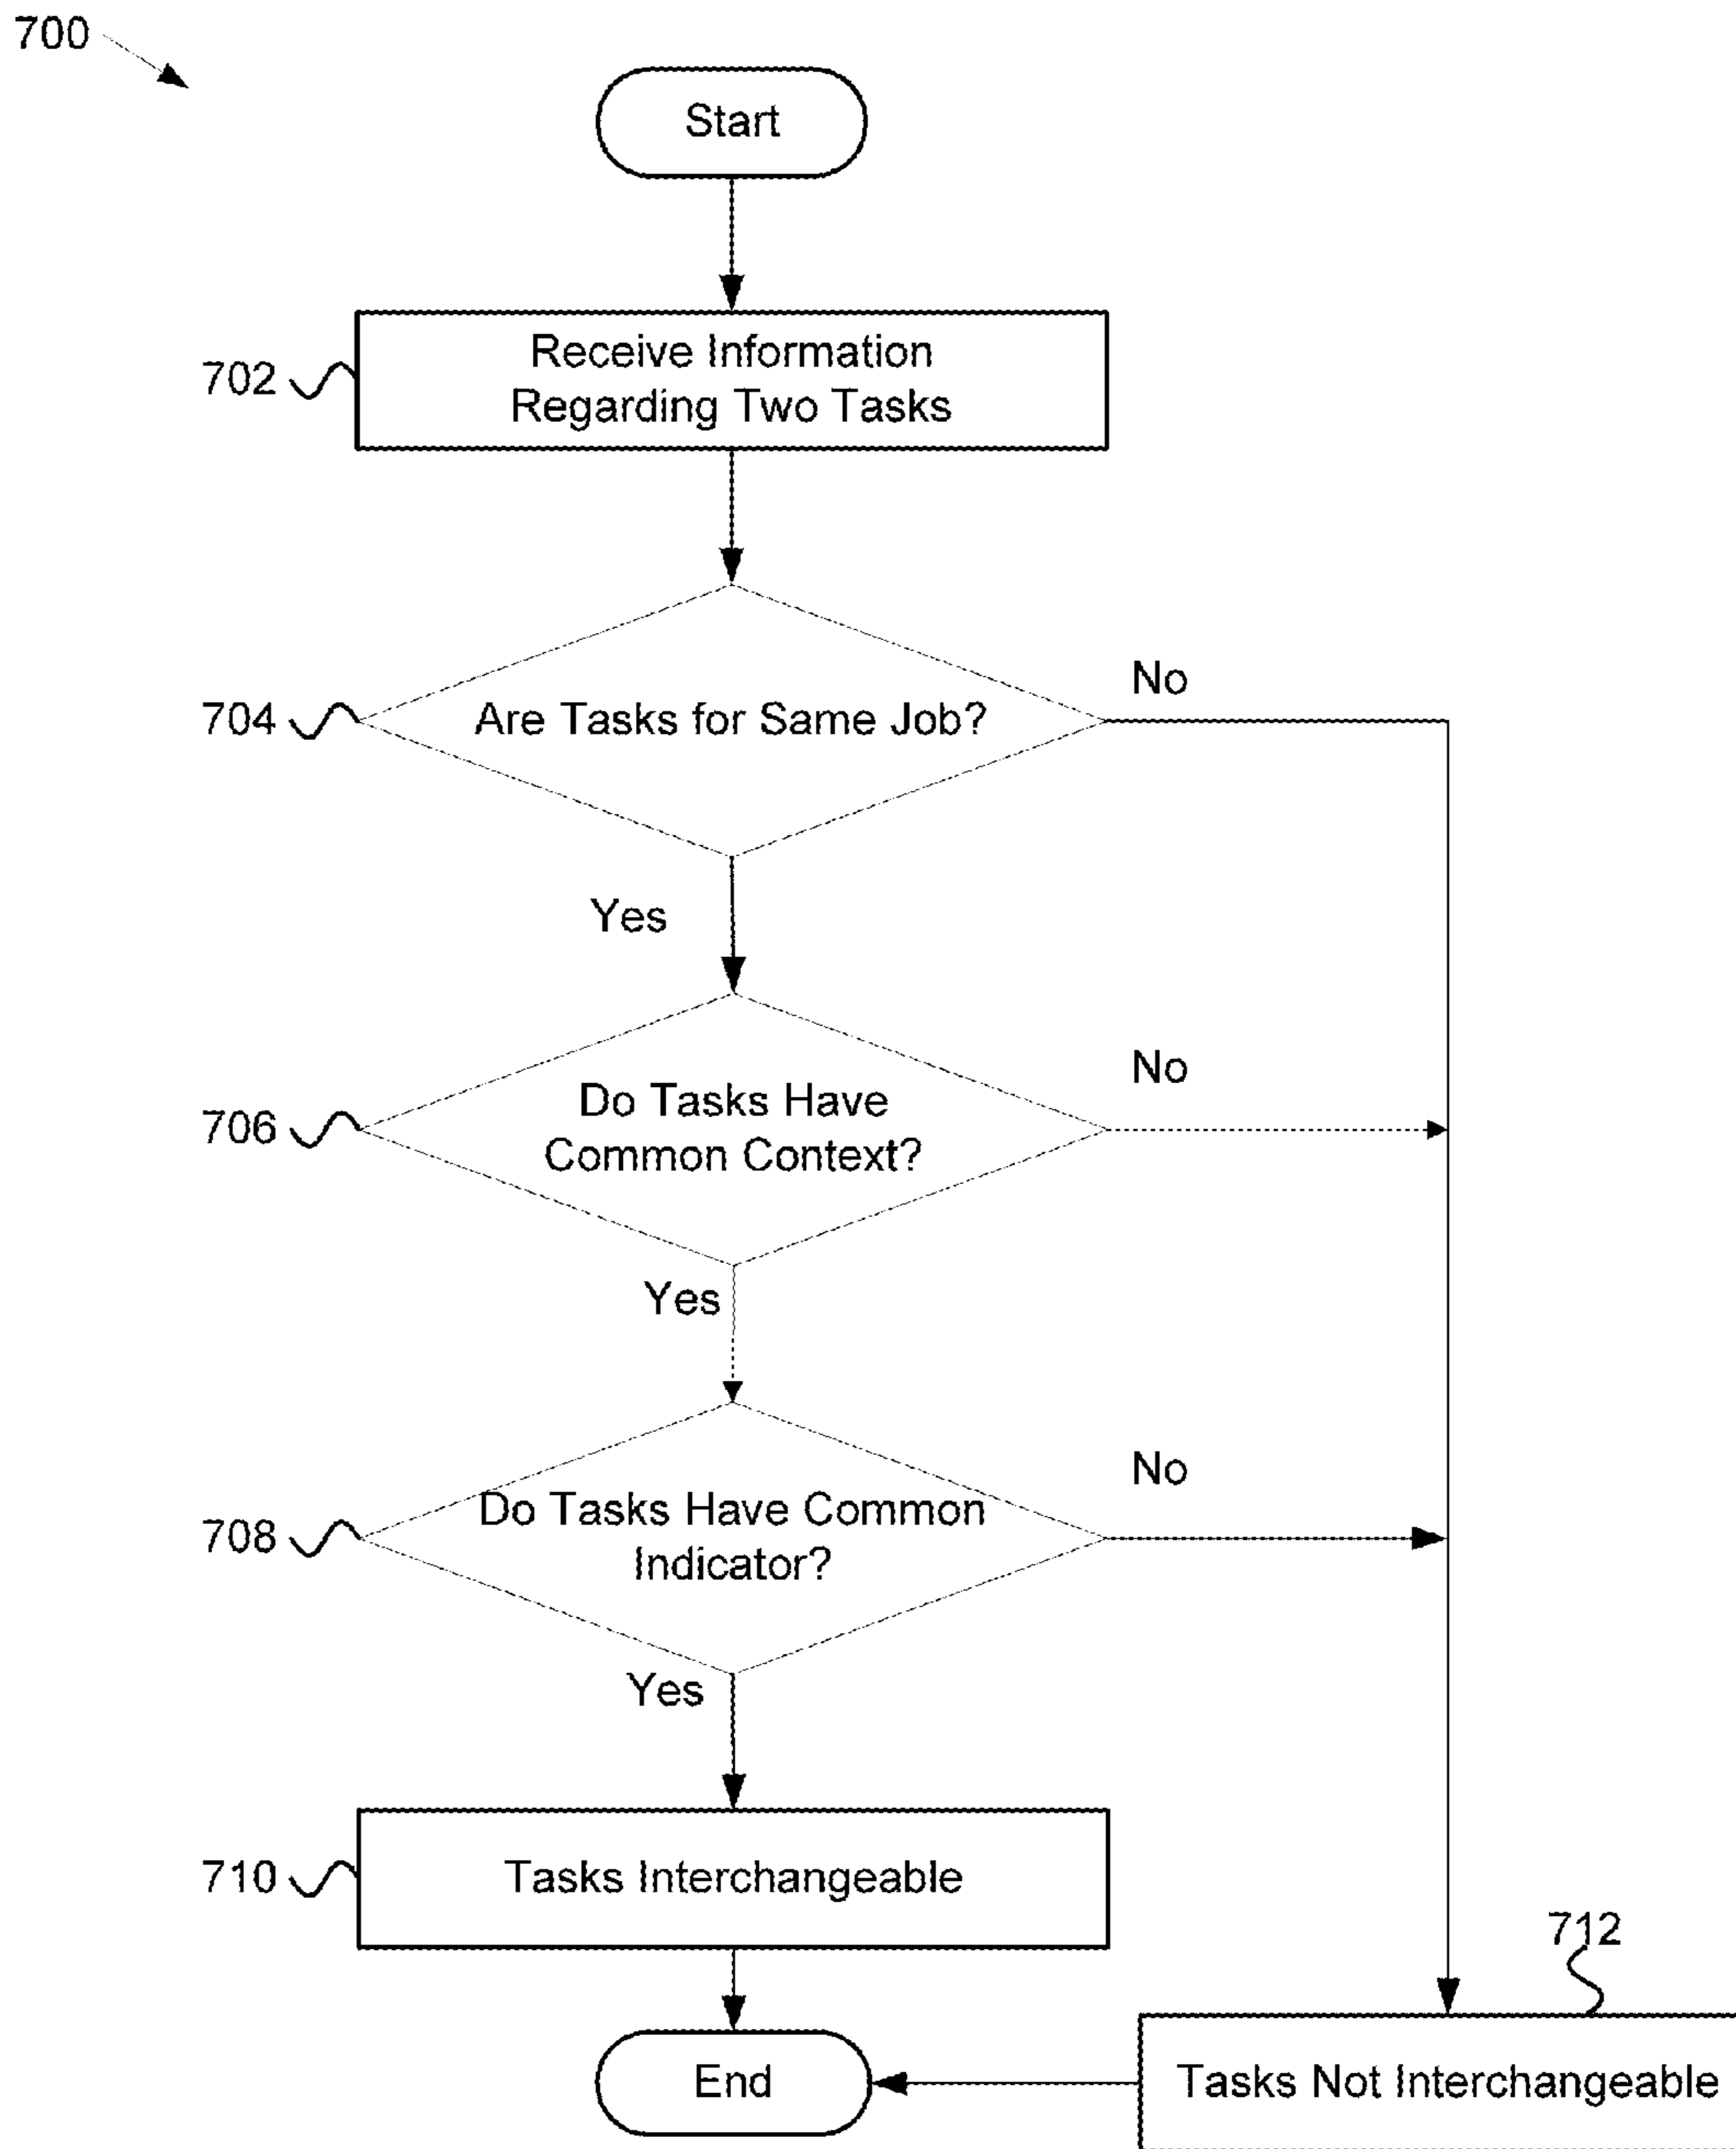 700
Start
702
Receive Information
Regarding Two Tasks
704
Are Tasks for Same Job?
No
Yes
706
Do Tasks Have
Common Context?
No
Yes
708
Do Tasks Have Common
Indicator?
No
Yes
710
Tasks Interchangeable
712
Tasks Not Interchangeable
End